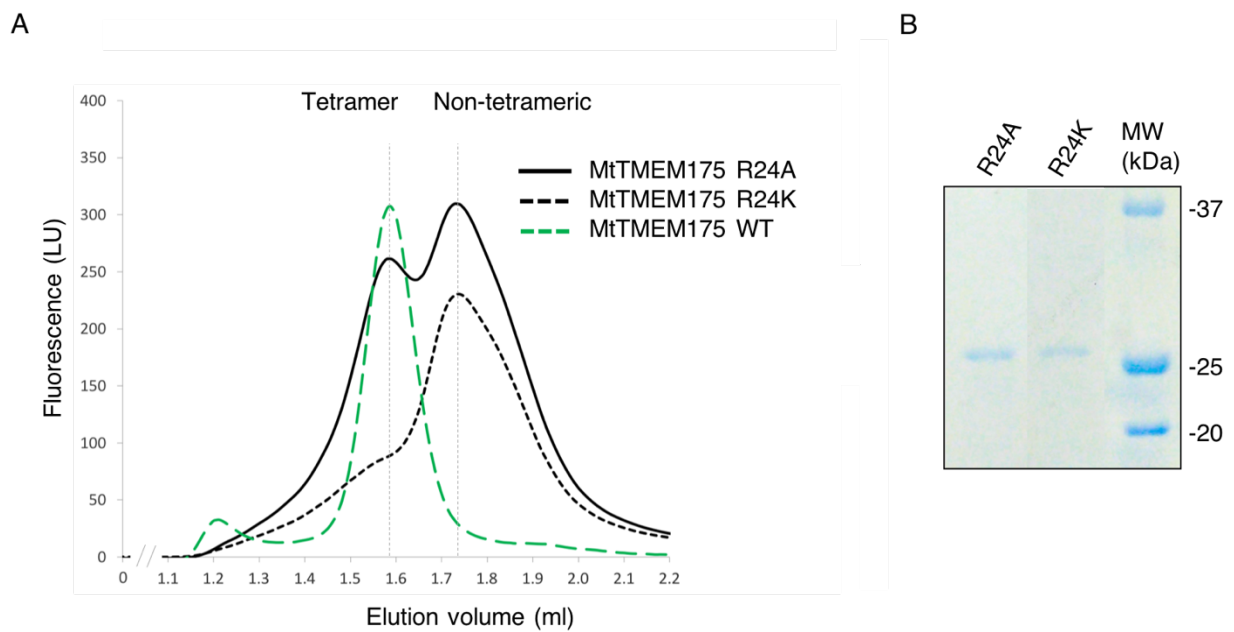 A
Tetramer Non-tetrameric
400
350
300
250
200
150
100
50
0
Fluorescence (LU)
MtTMEM175 R24A
MtTMEM175 R24K
MtTMEM175 WT
0 1.1 1.2 1.3 1.4 1.5 1.6 1.7 1.8 1.9 2.0 2.1 2.2
Elution volume (ml)
B
R24A R24K MW
(kDa)
-37
-25
-20